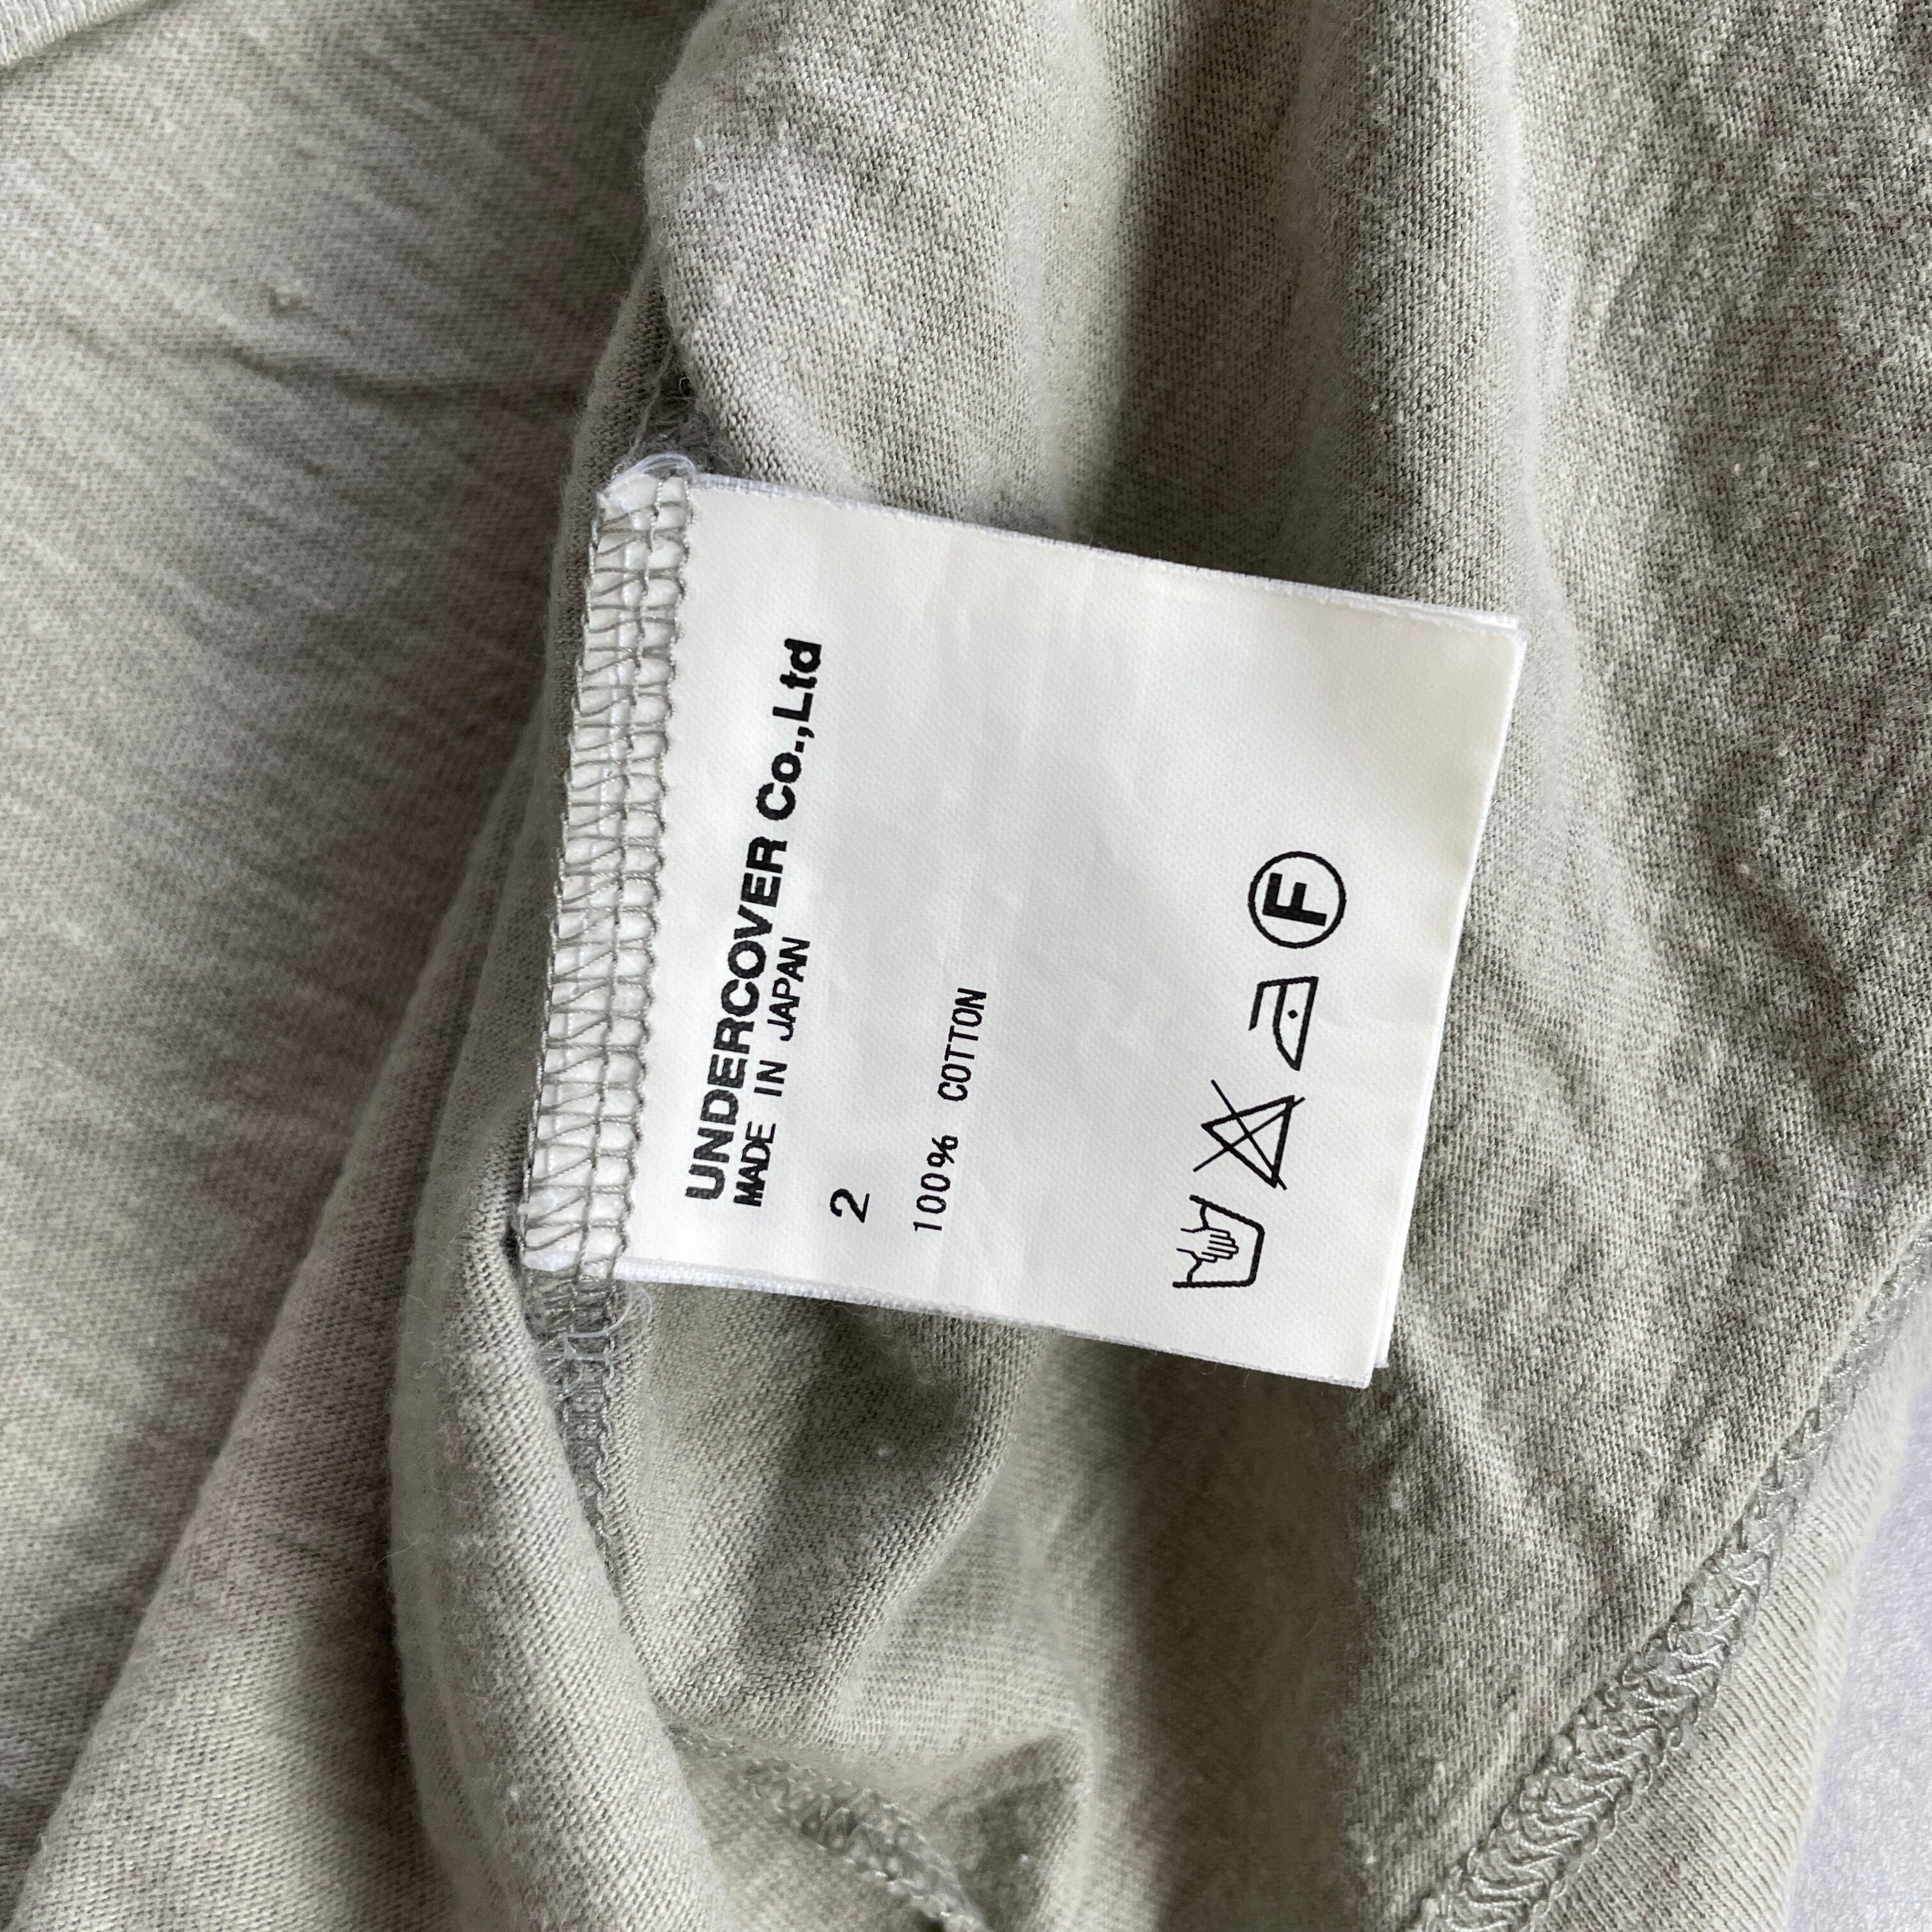 UNDERCOVER Co.,Ltd
MADE IN JAPAN
2
100% COTTON
F